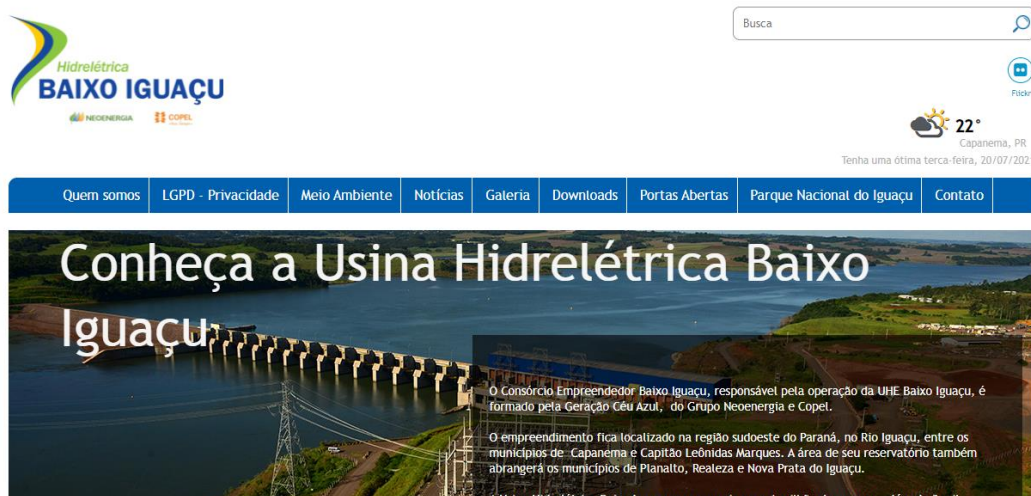 Busca
Hidrelétrica
BAIXO IGUAÇU
NEOENERGIA COPEL
Flickr
22°
Capanema, PR
Tenha uma ótima terca-feira, 20/07/202
Quem somos LGPD - Privacidade Meio Ambiente Notícias Galeria Downloads Portas Abertas Parque Nacional do Iguaçu Contato
Conheça a Usina Hidrelétrica Baixo
Iguaçu
O Consórcio Empreendedor Baixo Iguaçu, responsável pela operação da UHE Baixo Iguaçu, é
formado pela Geração Céu Azul, do Grupo Neoenergia e Copel.
O empreendimento fica localizado na região sudoeste do Paraná, no Rio Iguaçu, entre os
municípios de Capanema e Capitão Leônidas Marques. A área de seu reservatório também
abrangerá os municípios de Planalto, Realeza e Nova Prata do Iguaçu.